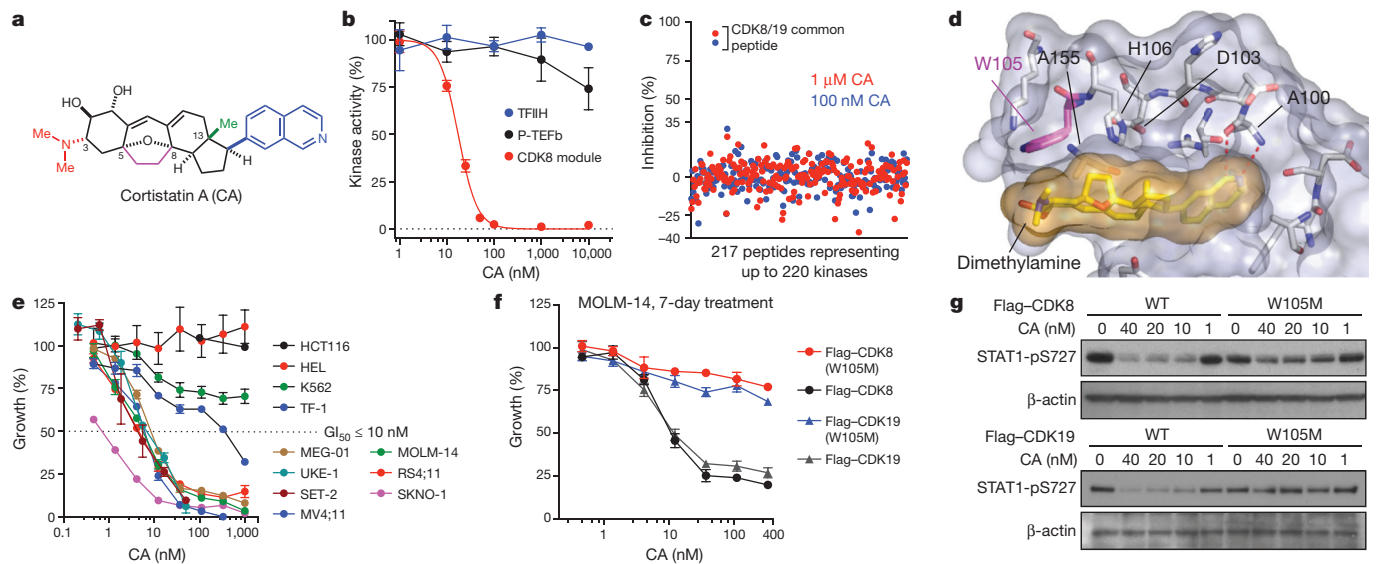 a
HO
OH
Me
N
Me
3
5
O
8
13
Me
H
H
N
Cortistatin A (CA)
b
Kinase activity (%)
100
75
50
25
0
TFIIH
P-TEFb
CDK8 module
1
10
100
1,000
10,000
CA (nM)
c
Inhibition (%)
100
75
50
25
0
−25
−40
CDK8/19 common
peptide
1 μM CA
100 nM CA
217 peptides representing
up to 220 kinases
d
W105
A155
H106
D103
A100
Dimethylamine
e
Growth (%)
125
100
75
50
25
0
0.1
1
10
100
1,000
CA (nM)
HCT116
HEL
K562
TF-1
GI50 ≤ 10 nM
MEG-01
MOLM-14
UKE-1
RS4;11
SET-2
SKNO-1
MV4;11
f
MOLM-14, 7-day treatment
Growth (%)
125
100
75
50
25
0
1
10
100
400
CA (nM)
Flag–CDK8
(W105M)
Flag–CDK8
Flag–CDK19
(W105M)
Flag–CDK19
g
Flag–CDK8 WT W105M
CA (nM) 0 40 20 10 1 0 40 20 10 1
STAT1-pS727
β-actin
Flag–CDK19 WT W105M
CA (nM) 0 40 20 10 1 0 40 20 10 1
STAT1-pS727
β-actin